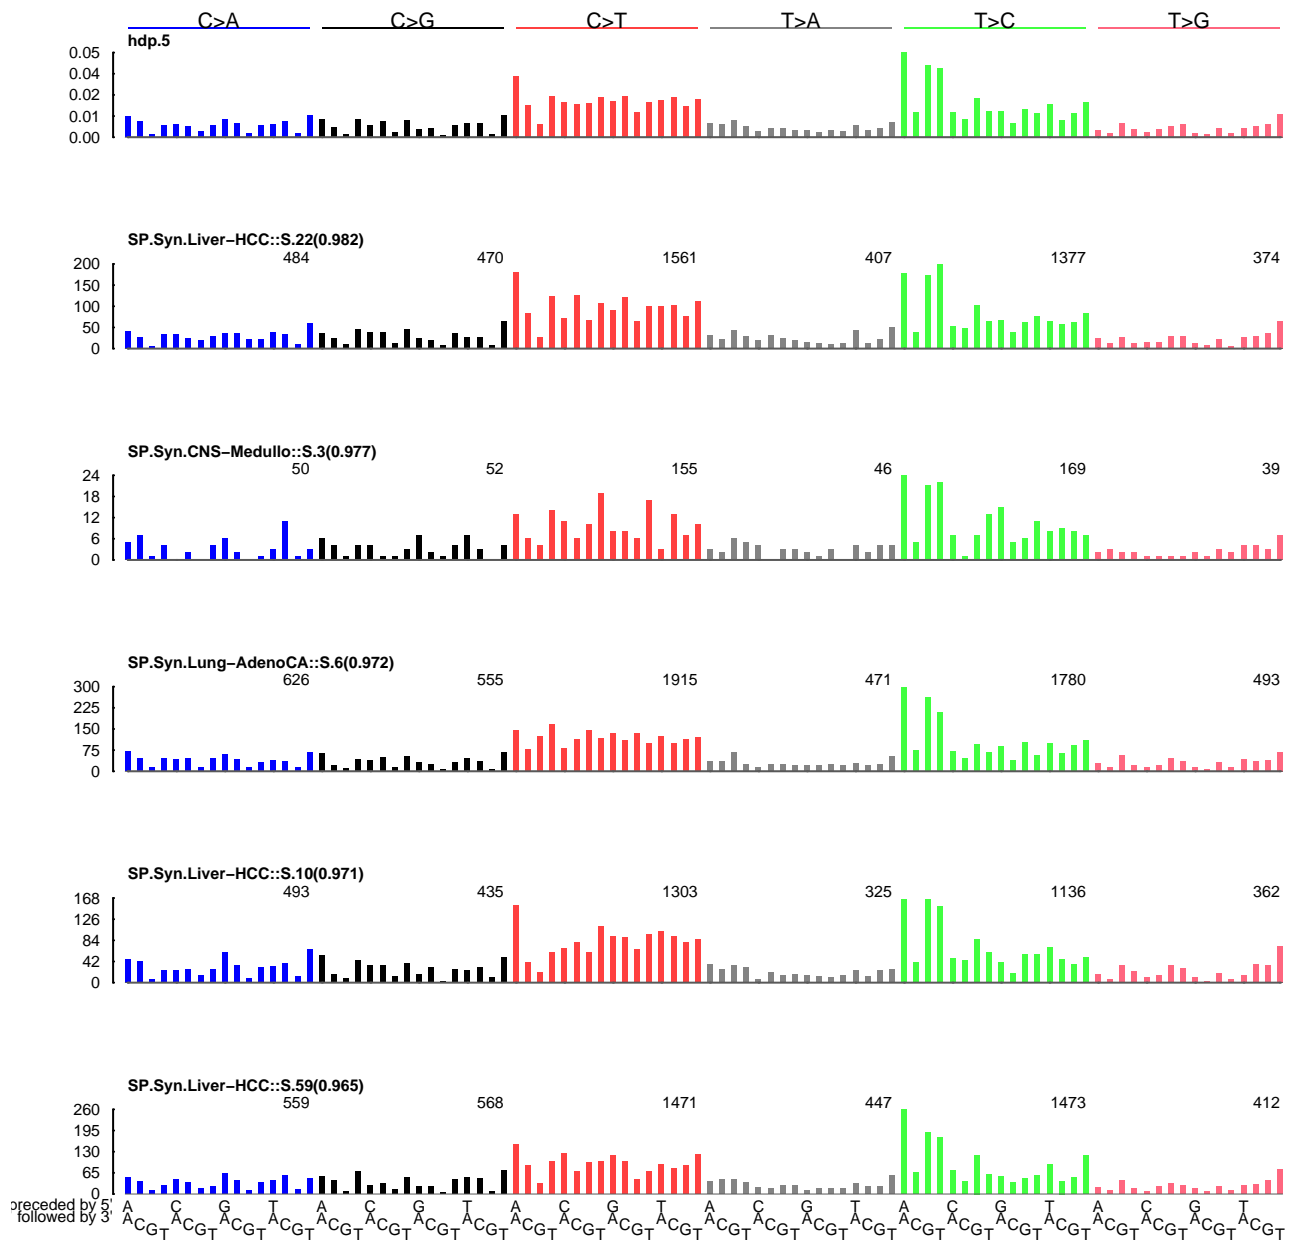 C>A C>G C>T T>A T>C T>G
hdp.5
0.05
0.04
0.02
0.01
0.00
SP.Syn.Liver−HCC::S.22(0.982)
484 470 1561 407 1377 374
200
150
100
50
0
SP.Syn.CNS−Medullo::S.3(0.977)
50 52 155 46 169 39
24
18
12
6
0
SP.Syn.Lung−AdenoCA::S.6(0.972)
626 555 1915 471 1780 493
300
225
150
75
0
SP.Syn.Liver−HCC::S.10(0.971)
493 435 1303 325 1136 362
168
126
84
42
0
SP.Syn.Liver−HCC::S.59(0.965)
559 568 1471 447 1473 412
260
195
130
65
0
preceded by 5' A C G T A C G T A C G T A C G T A C G T A C G T
followed by 3' A C G T A C G T A C G T A C G T A C G T A C G T A C G T A C G T A C G T A C G T A C G T A C G T A C G T A C G T A C G T A C G T A C G T A C G T A C G T A C G T A C G T A C G T A C G T A C G T